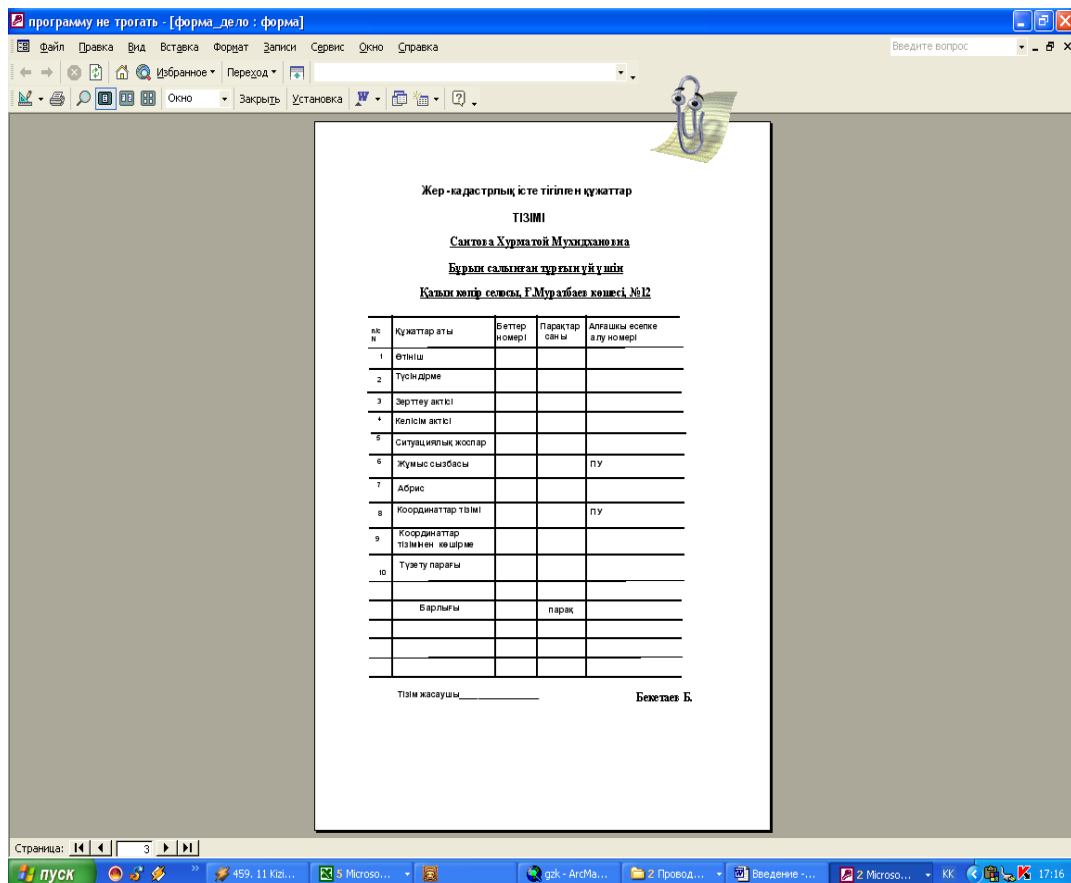 программу не трогать - [форма_дело : форма]
Файл Правка Вид Вставка Формат Записи Сервис Окно Справка Введите вопрос
Избранное Переход
Окно Закрыть Установка
Жер -кадастрлық істе тігілген құжаттар
ТІЗІМІ
Саитова Хурматой Мухидхановна
Бұрын салынған тұрғын үй үшін
Қатын көпір селосы, Ғ.Муратбаев көшесі, №12
п/с N Құжаттар аты Беттер номері Парақтар саны Алғашқы есепке алу номері
1 Өтініш
2 Түсіндірме
3 Зерттеу актісі
4 Келісім актісі
5 Ситуациялық жоспар
6 Жұмыс сызбасы ПУ
7 Абрис
8 Координаттар тізімі ПУ
9 Координаттар тізімінен көшірме
10 Түзету парағы
Барлығы парақ
Тізім жасаушы Бекетаев Б.
Страница: 3
пуск 459. 11 Kizi... 5 Microso... gzk - ArcMa... 2 Провод... Введение -... 2 Microso... KK 17:16